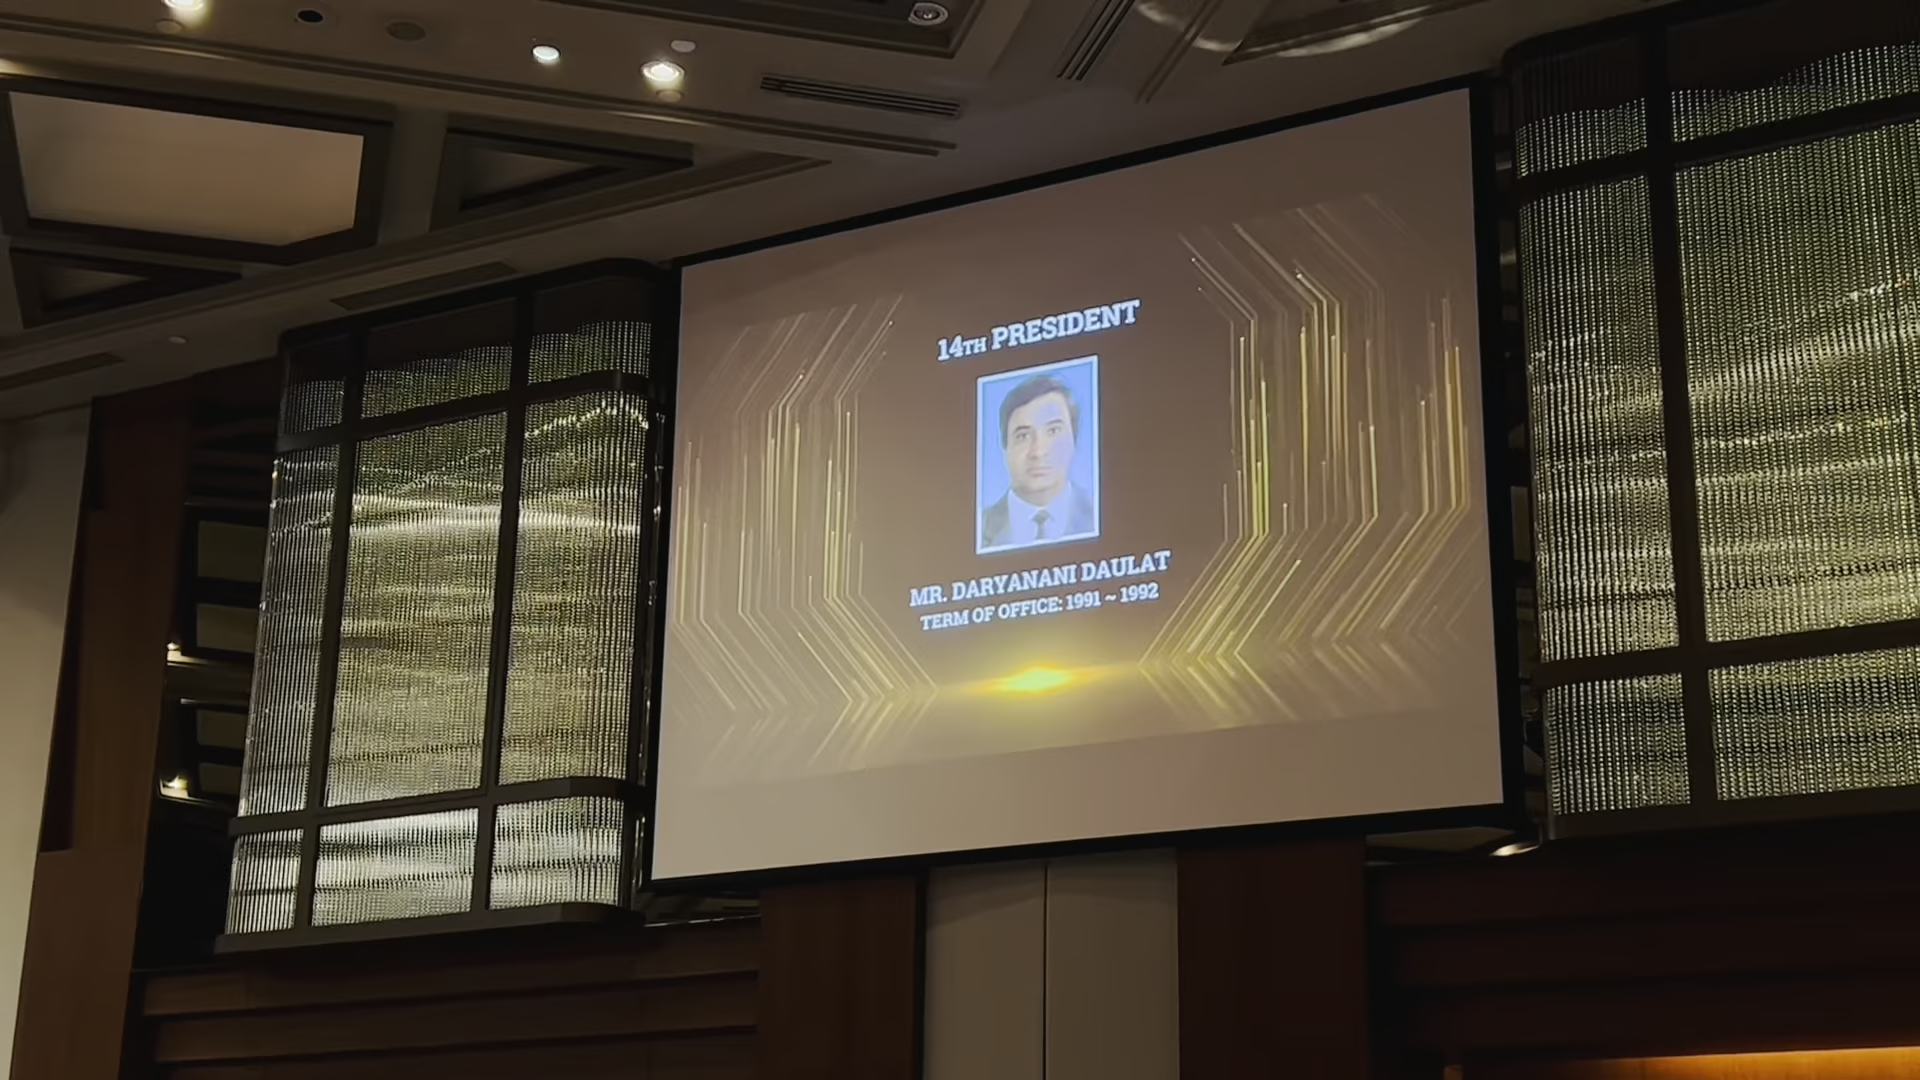 14TH PRESIDENT
MR. DARYANANI DAULAT
TERM OF OFFICE: 1991 ~ 1992